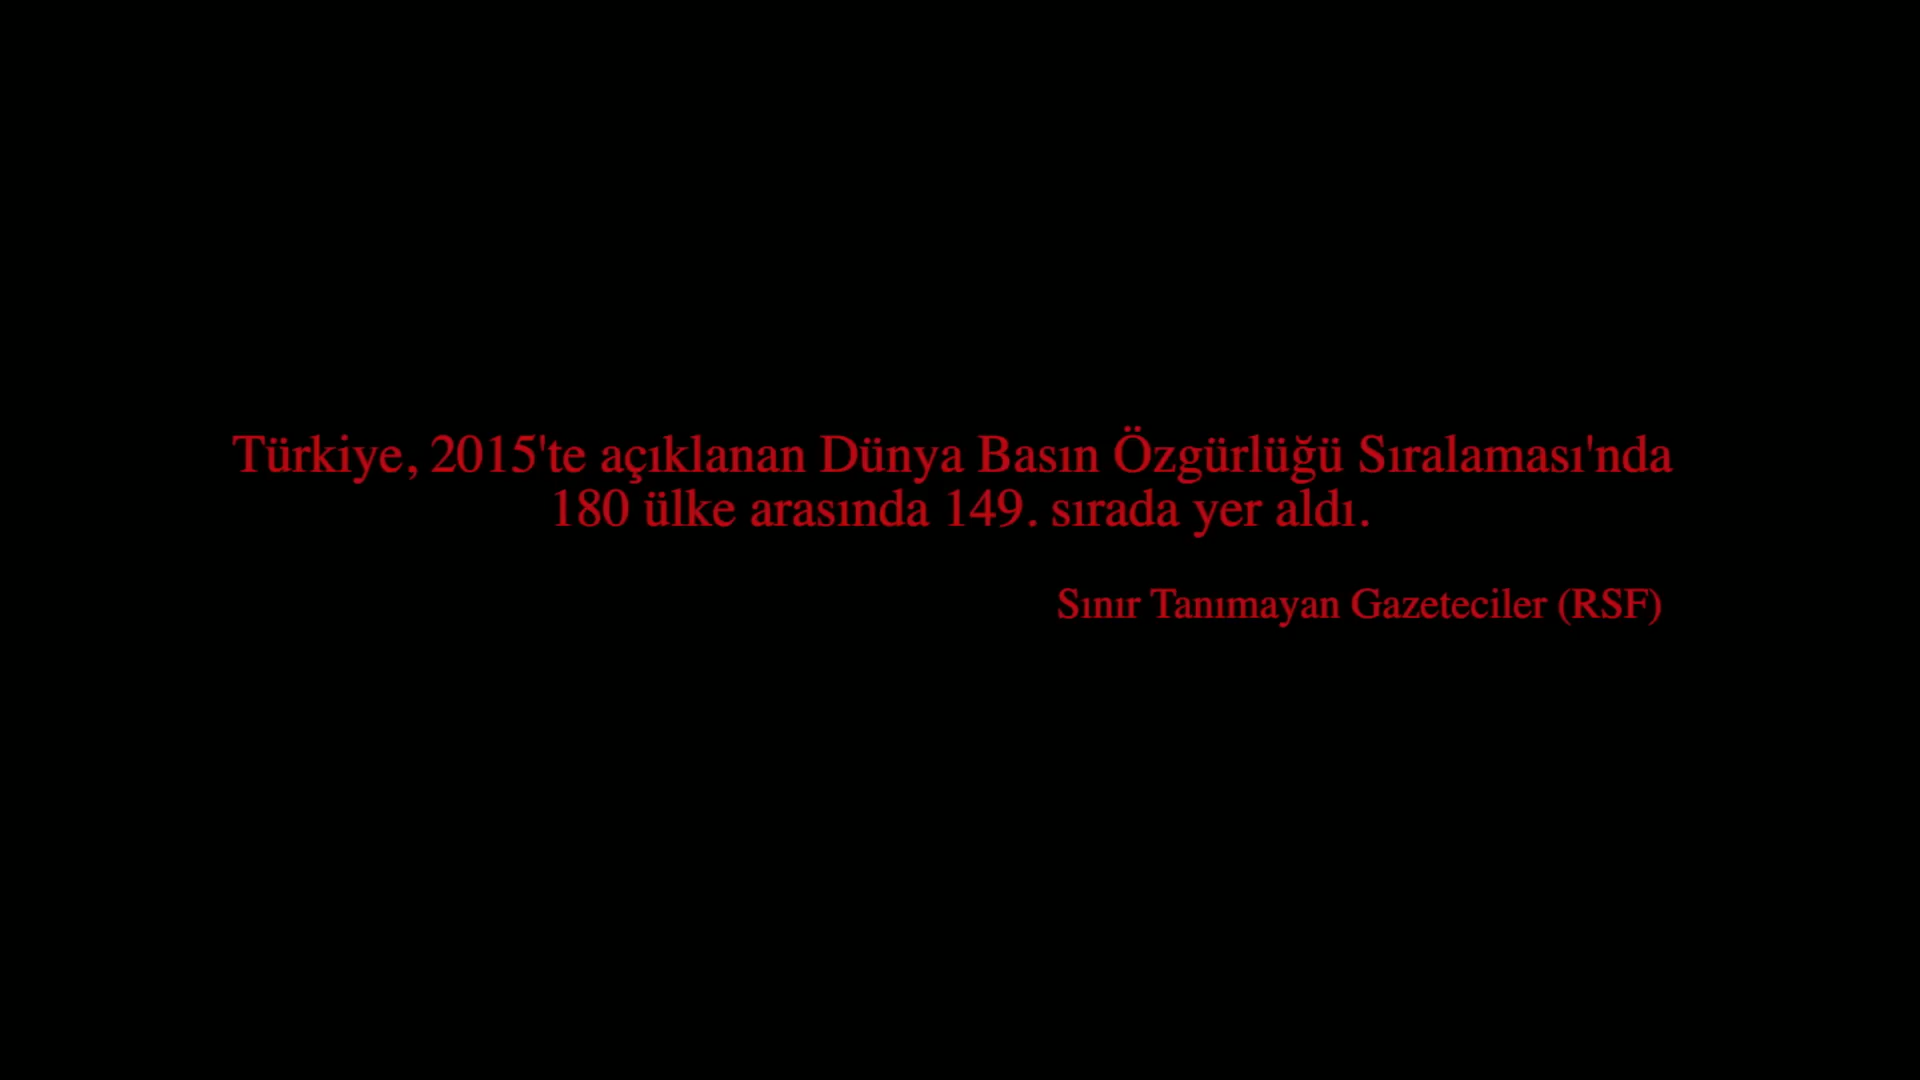 Türkiye, 2015'te açıklanan Dünya Basın Özgürlüğü Sıralaması'nda
180 ülke arasında 149. sırada yer aldı.
Sınır Tanımayan Gazeteciler (RSF)